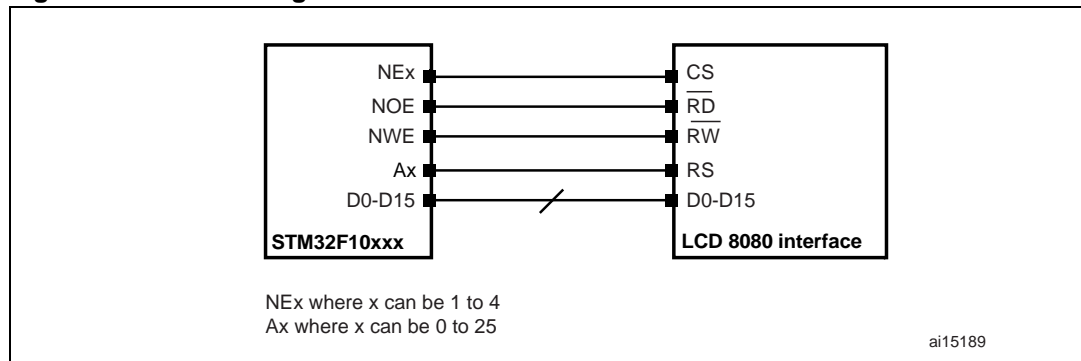 NEx CS
NOE RD
NWE RW
Ax RS
D0-D15 D0-D15
STM32F10xxx LCD 8080 interface
NEx where x can be 1 to 4
Ax where x can be 0 to 25
ai15189